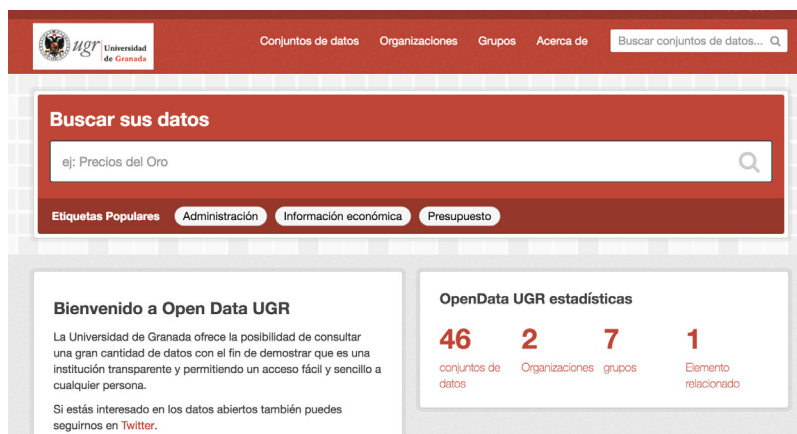 ugr Universidad
de Granada
Conjuntos de datos Organizaciones Grupos Acerca de Buscar conjuntos de datos...
Buscar sus datos
ej: Precios del Oro
Etiquetas Populares Administración Información económica Presupuesto
Bienvenido a Open Data UGR
La Universidad de Granada ofrece la posibilidad de consultar
una gran cantidad de datos con el fin de demostrar que es una
institución transparente y permitiendo un acceso fácil y sencillo a
cualquier persona.
Si estás interesado en los datos abiertos también puedes
seguirnos en Twitter.
OpenData UGR estadísticas
46 2 7 1
conjuntos de Organizaciones grupos Elemento
datos relacionado